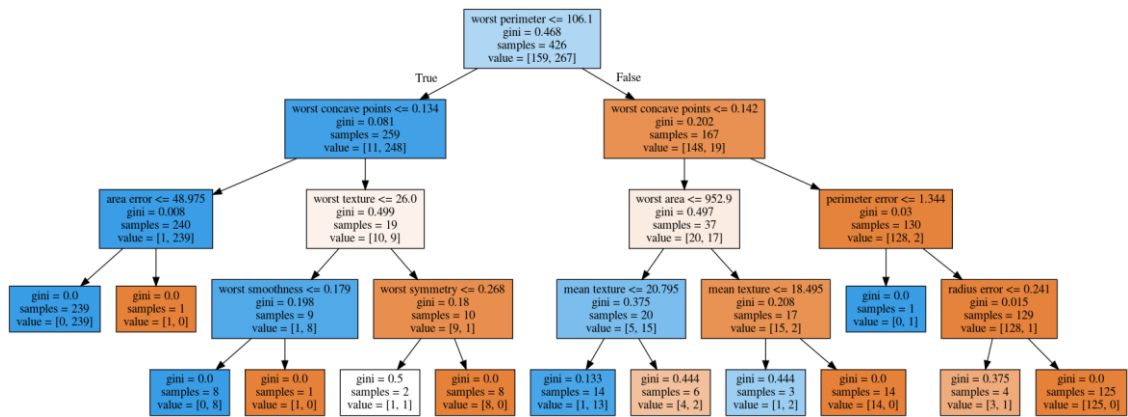 worst perimeter <= 106.1
gini = 0.468
samples = 426
value = [159, 267]
True
False
worst concave points <= 0.134
gini = 0.081
samples = 259
value = [11, 248]
worst concave points <= 0.142
gini = 0.202
samples = 167
value = [148, 19]
area error <= 48.975
gini = 0.008
samples = 240
value = [1, 239]
worst texture <= 26.0
gini = 0.499
samples = 19
value = [10, 9]
worst area <= 952.9
gini = 0.497
samples = 37
value = [20, 17]
perimeter error <= 1.344
gini = 0.03
samples = 130
value = [128, 2]
gini = 0.0
samples = 239
value = [0, 239]
gini = 0.0
samples = 1
value = [1, 0]
worst smoothness <= 0.179
gini = 0.198
samples = 9
value = [1, 8]
worst symmetry <= 0.268
gini = 0.18
samples = 10
value = [9, 1]
mean texture <= 20.795
gini = 0.375
samples = 20
value = [5, 15]
mean texture <= 18.495
gini = 0.208
samples = 17
value = [15, 2]
gini = 0.0
samples = 1
value = [0, 1]
radius error <= 0.241
gini = 0.015
samples = 129
value = [128, 1]
gini = 0.0
samples = 8
value = [0, 8]
gini = 0.0
samples = 1
value = [1, 0]
gini = 0.5
samples = 2
value = [1, 1]
gini = 0.0
samples = 8
value = [8, 0]
gini = 0.133
samples = 14
value = [1, 13]
gini = 0.444
samples = 6
value = [4, 2]
gini = 0.444
samples = 3
value = [1, 2]
gini = 0.0
samples = 14
value = [14, 0]
gini = 0.375
samples = 4
value = [3, 1]
gini = 0.0
samples = 125
value = [125, 0]